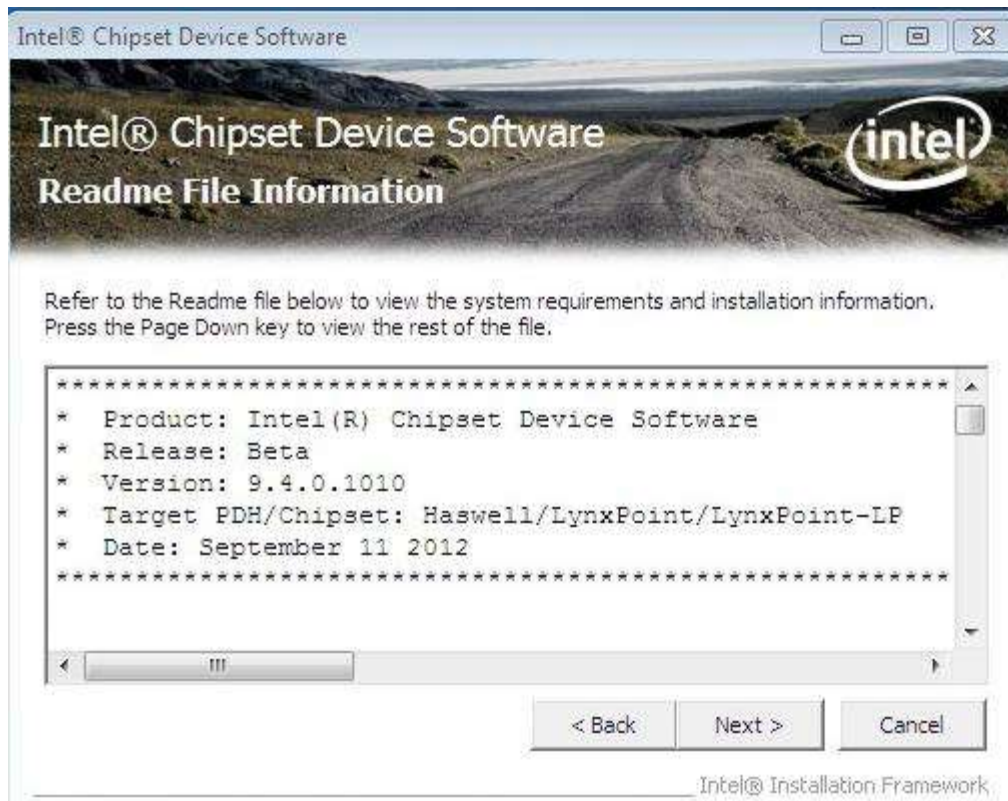 Intel® Chipset Device Software
Intel® Chipset Device Software
intel
Readme File Information
Refer to the Readme file below to view the system requirements and installation information.
Press the Page Down key to view the rest of the file.
********************************************************
* Product: Intel(R) Chipset Device Software
* Release: Beta
* Version: 9.4.0.1010
* Target PDH/Chipset: Haswell/LynxPoint/LynxPoint-LP
* Date: September 11 2012
********************************************************
< Back Next > Cancel
Intel® Installation Framework